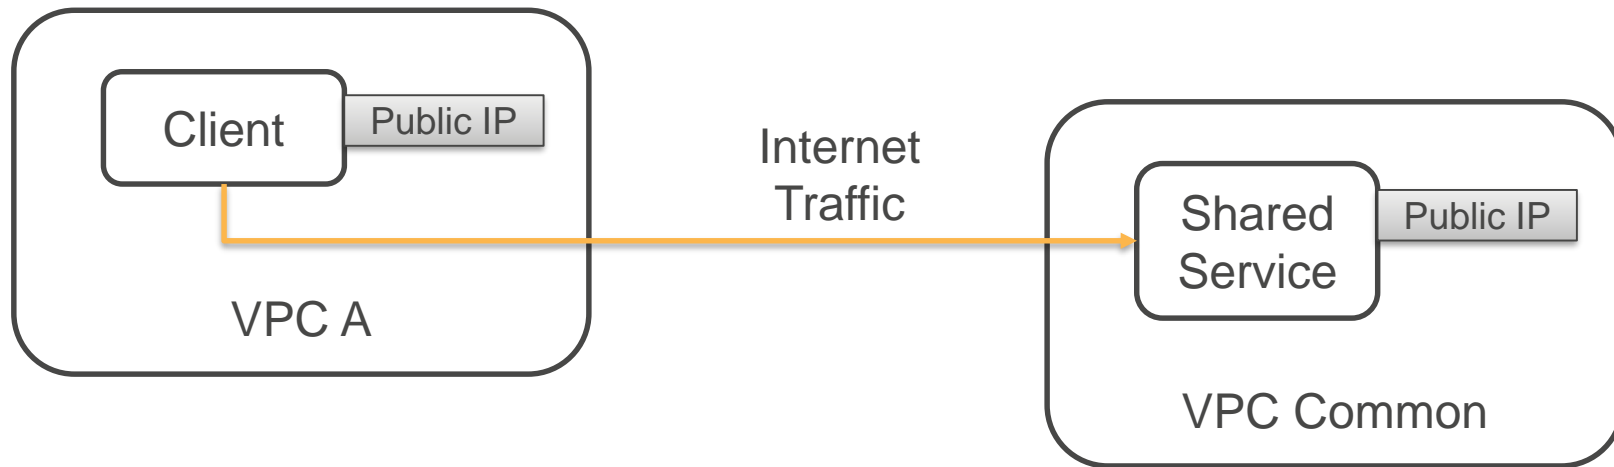 Client
Public IP
VPC A
Internet
Traffic
Shared
Service
Public IP
VPC Common